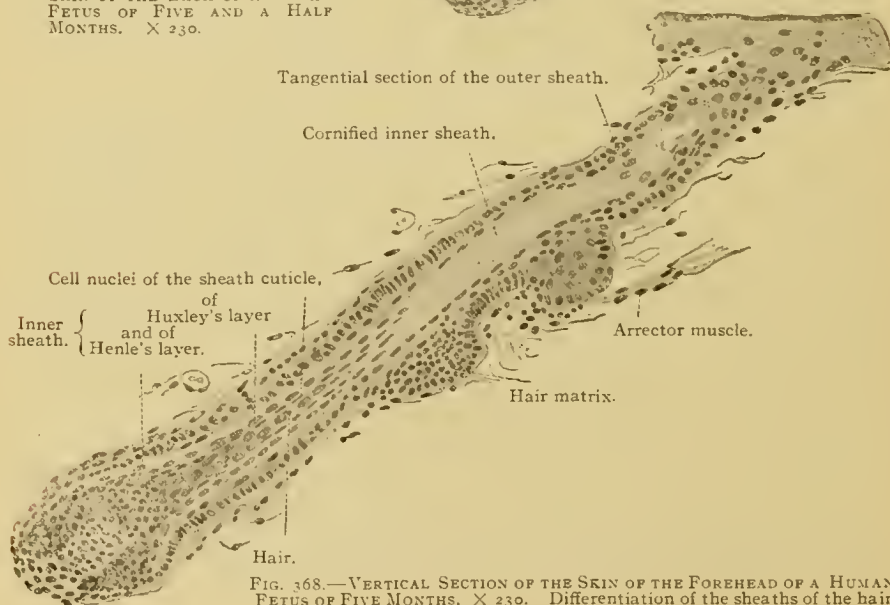 FETUS OF FIVE AND A HALF
MONTHS. × 230.
Tangential section of the outer sheath.
Cornified inner sheath.
Cell nuclei of the sheath cuticle,
of
Huxley's layer
and of
Henle's layer.
Inner
sheath.
Arrector muscle.
Hair matrix.
Hair.
FIG. 368.—VERTICAL SECTION OF THE SKIN OF THE FOREHEAD OF A HUMAN
FETUS OF FIVE MONTHS. × 230. Differentiation of the sheaths of the hair